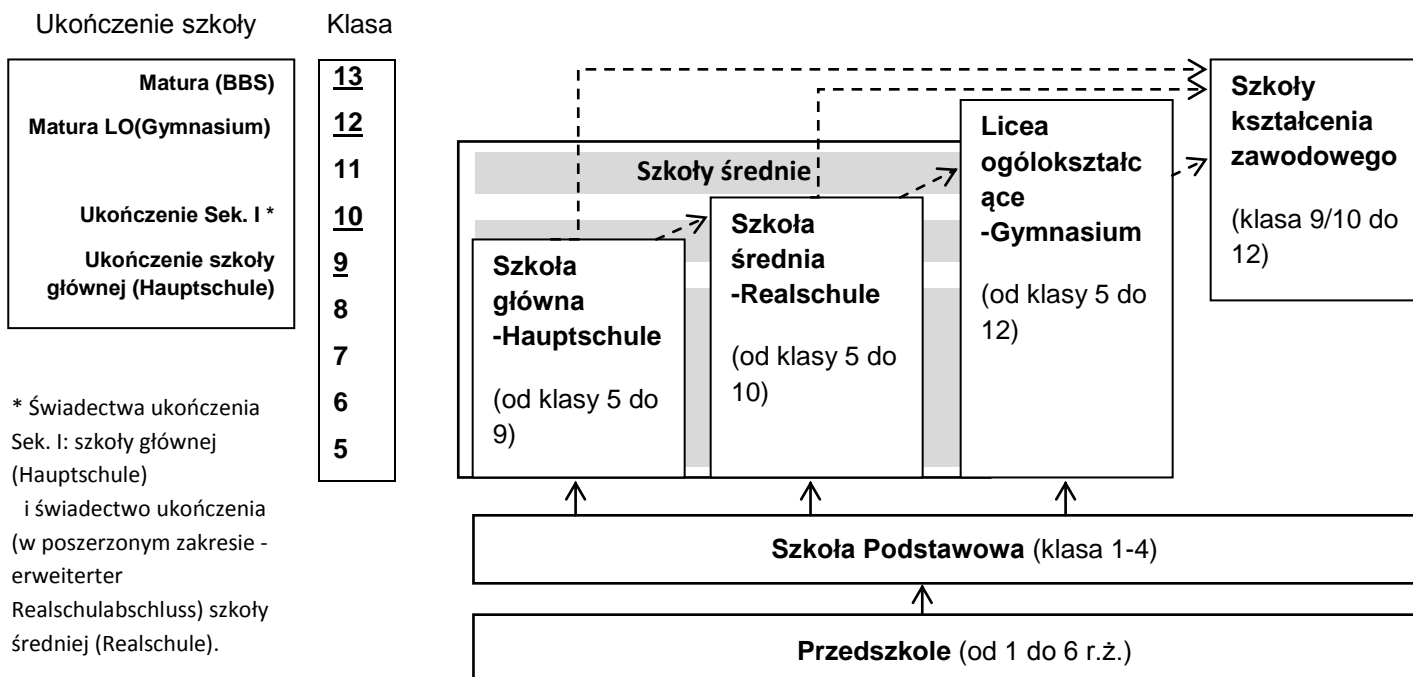 Ukończenie szkoły
Klasa
Matura (BBS)
Matura LO(Gymnasium)
Ukończenie Sek. I *
Ukończenie szkoły
głównej (Hauptschule)
13
12
11
10
9
8
7
6
5
* Świadectwa ukończenia
Sek. I: szkoły głównej
(Hauptschule)
i świadectwo ukończenia
(w poszerzonym zakresie -
erweiterter
Realschulabschluss) szkoły
średniej (Realschule).
Szkoły średnie
Szkoła
główna
-Hauptschule
(od klasy 5 do
9)
Szkoła
średnia
-Realschule
(od klasy 5 do
10)
Licea
ogólokształc
ące
-Gymnasium
(od klasy 5 do
12)
Szkoły
kształcenia
zawodowego
(klasa 9/10 do
12)
Szkoła Podstawowa (klasa 1-4)
Przedszkole (od 1 do 6 r.ż.)